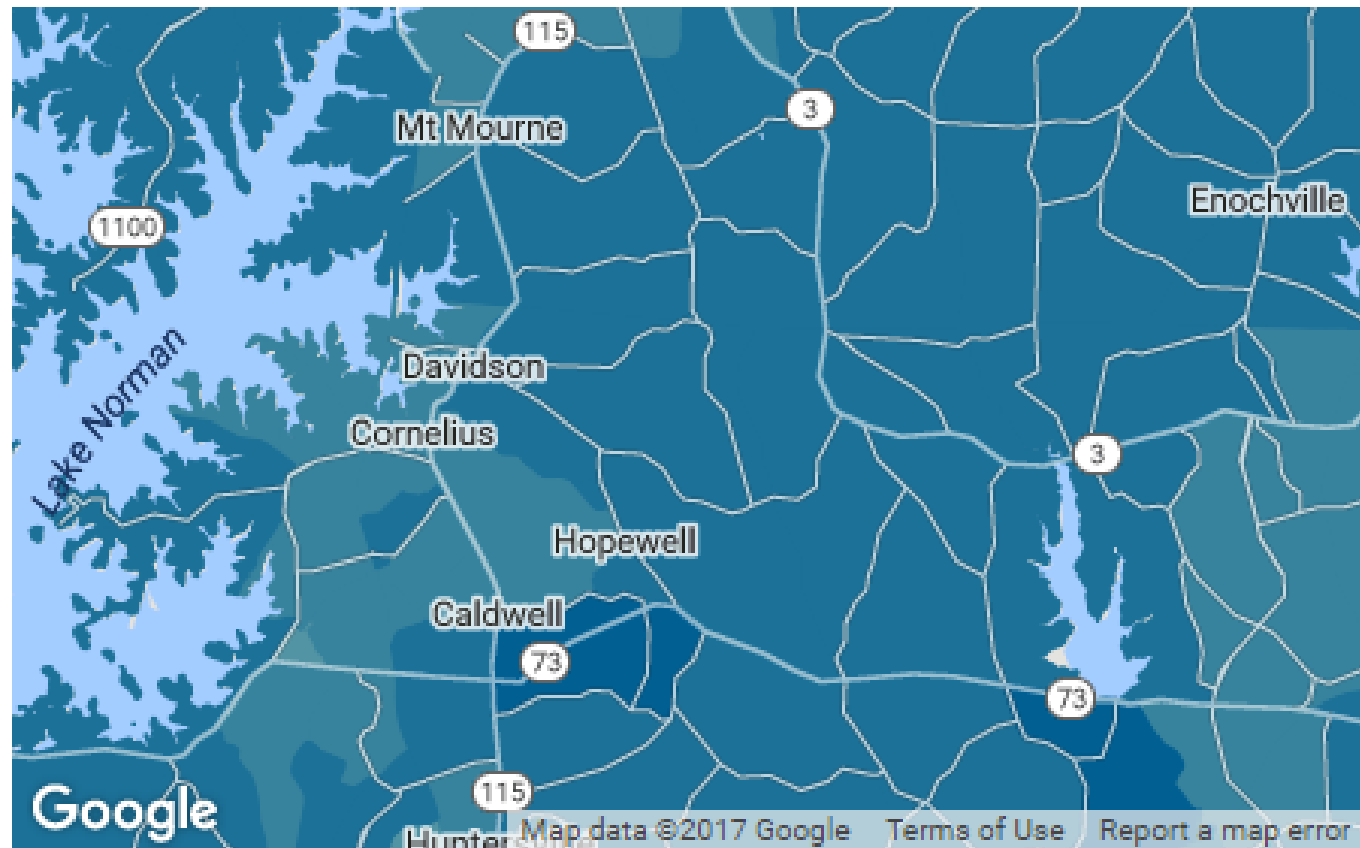 115
3
Mt Mourne
Enochville
1100
Lake Norman
Davidson
Cornelius
3
Hopewell
Caldwell
73
73
115
Google
Map data ©2017 Google Terms of Use Report a map error